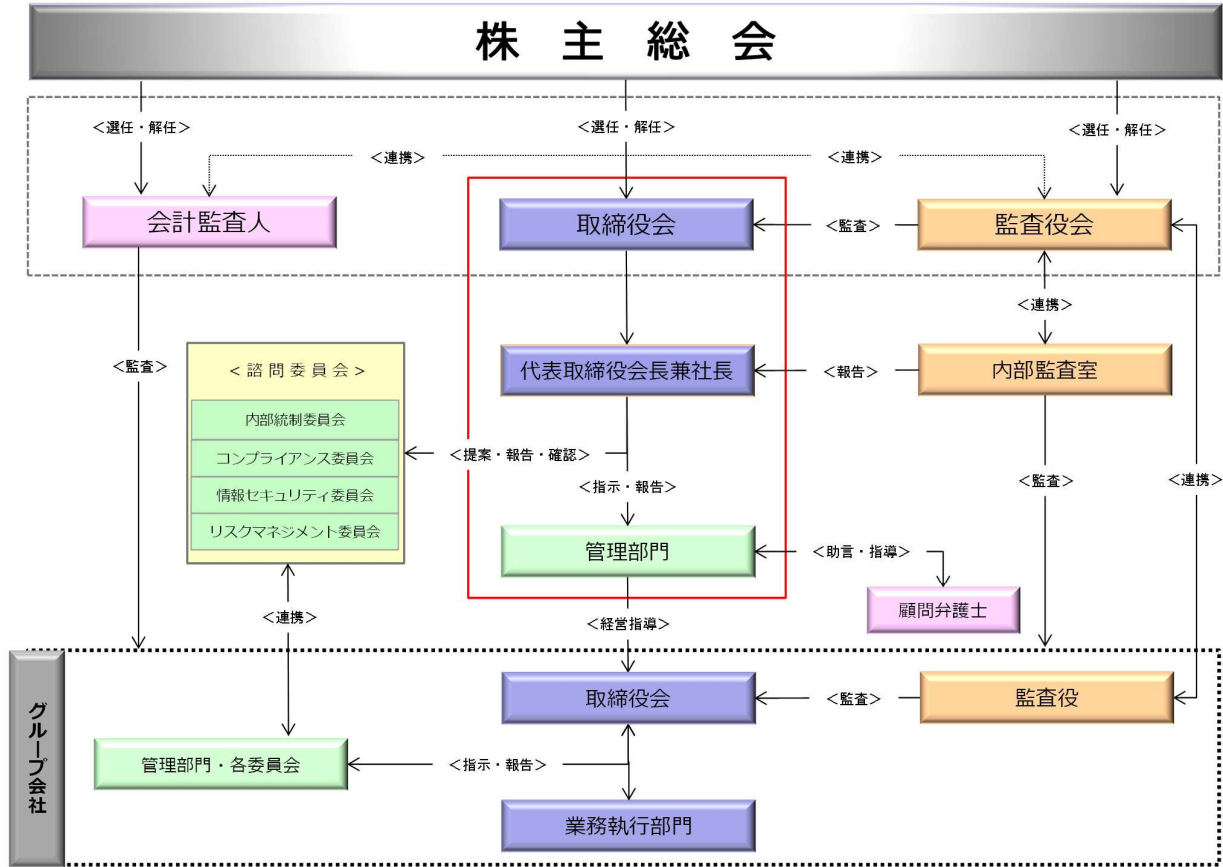 株主総会
＜選任・解任＞
＜選任・解任＞
＜選任・解任＞
＜連携＞
＜連携＞
会計監査人
取締役会
＜監査＞
監査役会
＜連携＞
＜監査＞
＜諮問委員会＞
内部統制委員会
コンプライアンス委員会
情報セキュリティ委員会
リスクマネジメント委員会
代表取締役会長兼社長
＜報告＞
内部監査室
＜提案・報告・確認＞
＜指示・報告＞
＜監査＞
＜連携＞
管理部門
＜助言・指導＞
顧問弁護士
＜連携＞
＜経営指導＞
グループ会社
取締役会
＜監査＞
監査役
管理部門・各委員会
＜指示・報告＞
業務執行部門